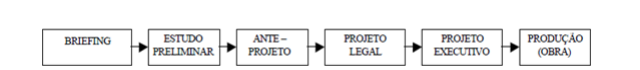 BRIEFING
ESTUDO
PRELIMINAR
ANTE –
PROJETO
PROJETO
LEGAL
PROJETO
EXECUTIVO
PRODUÇÃO
(OBRA)